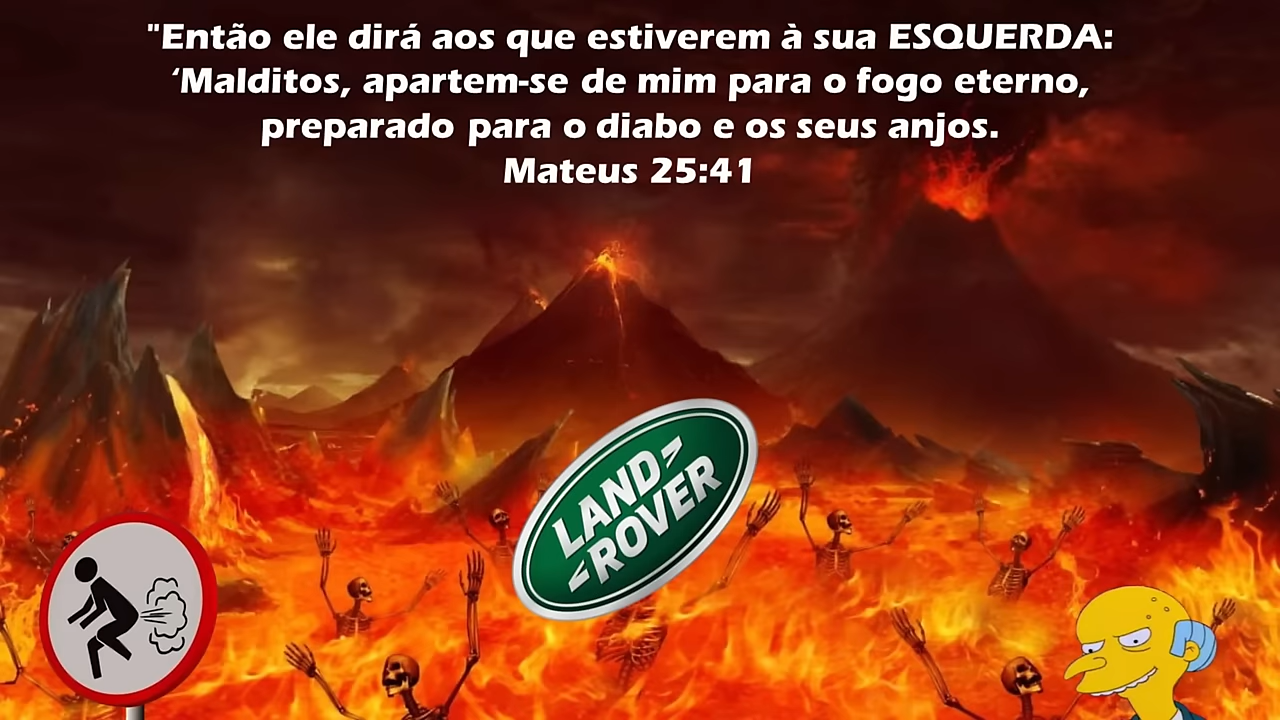 "Então ele dirá aos que estiverem à sua ESQUERDA:
‘Malditos, apartem-se de mim para o fogo eterno,
preparado para o diabo e os seus anjos.
Mateus 25:41
LAND
ROVER